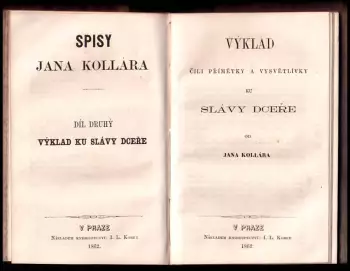 SPISY
JANA KOLLÁRA
DÍL DRUHÝ
VÝKLAD KU SLÁVY DCEŘE
V PRAZE
Nákladem kněhkupectví I. L. Kober
1862.
VÝKLAD
ČILI PŘÍMĚTKY A VYSVĚTLIVKY
KU
SLÁVY DCEŘE
OD
JANA KOLLÁRA
V PRAZE
Nákladem kněhkupectví I. L. Kober
1862